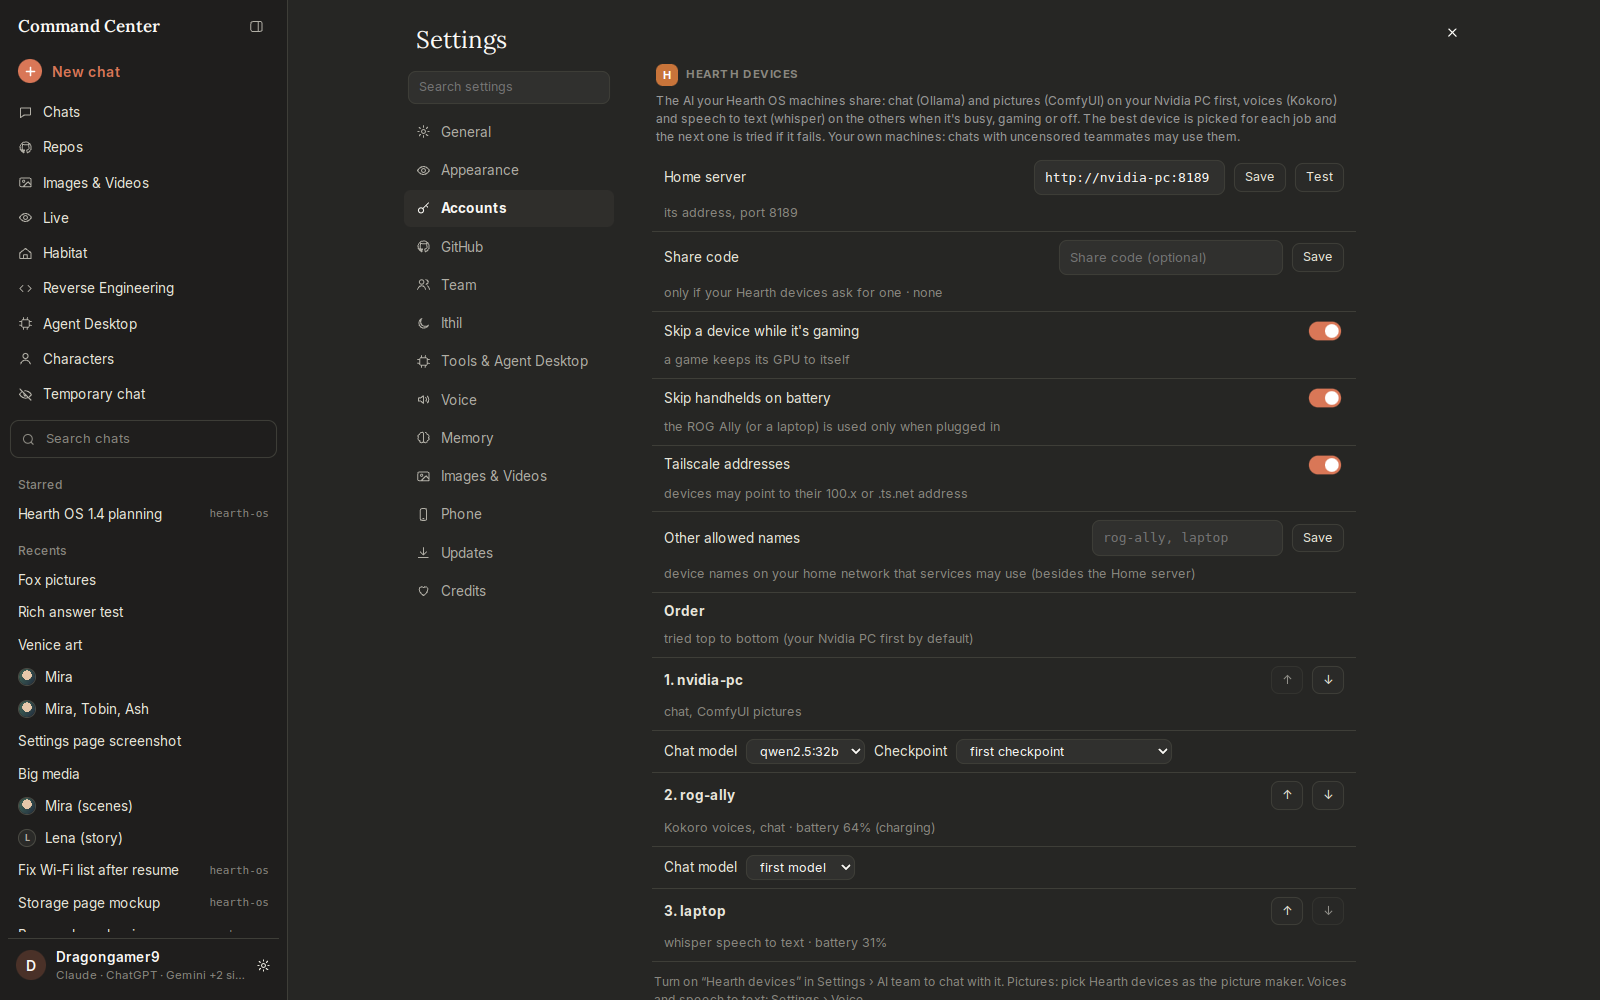 Command Center
New chat
Chats
Repos
Images & Videos
Live
Habitat
Reverse Engineering
Agent Desktop
Characters
Temporary chat
Search chats
Starred
Hearth OS 1.4 planning hearth-os
Recents
Fox pictures
Rich answer test
Venice art
Mira
Mira, Tobin, Ash
Settings page screenshot
Big media
Mira (scenes)
L Lena (story)
Fix Wi-Fi list after resume hearth-os
Storage page mockup hearth-os
D Dragongamer9
Claude · ChatGPT · Gemini +2 si...
Settings
Search settings
General
Appearance
Accounts
GitHub
Team
Ithil
Tools & Agent Desktop
Voice
Memory
Images & Videos
Phone
Updates
Credits
H HEARTH DEVICES
The AI your Hearth OS machines share: chat (Ollama) and pictures (ComfyUI) on your Nvidia PC first, voices (Kokoro)
and speech to text (whisper) on the others when it's busy, gaming or off. The best device is picked for each job and
the next one is tried if it fails. Your own machines: chats with uncensored teammates may use them.
Home server http://nvidia-pc:8189 Save Test
its address, port 8189
Share code Share code (optional) Save
only if your Hearth devices ask for one · none
Skip a device while it's gaming
a game keeps its GPU to itself
Skip handhelds on battery
the ROG Ally (or a laptop) is used only when plugged in
Tailscale addresses
devices may point to their 100.x or .ts.net address
Other allowed names rog-ally, laptop Save
device names on your home network that services may use (besides the Home server)
Order
tried top to bottom (your Nvidia PC first by default)
1. nvidia-pc ↑ ↓
chat, ComfyUI pictures
Chat model qwen2.5:32b Checkpoint first checkpoint
2. rog-ally ↑ ↓
Kokoro voices, chat · battery 64% (charging)
Chat model first model
3. laptop ↑ ↓
whisper speech to text · battery 31%
Turn on “Hearth devices” in Settings › AI team to chat with it. Pictures: pick Hearth devices as the picture maker. Voices
and speech to text: Settings › Voice.